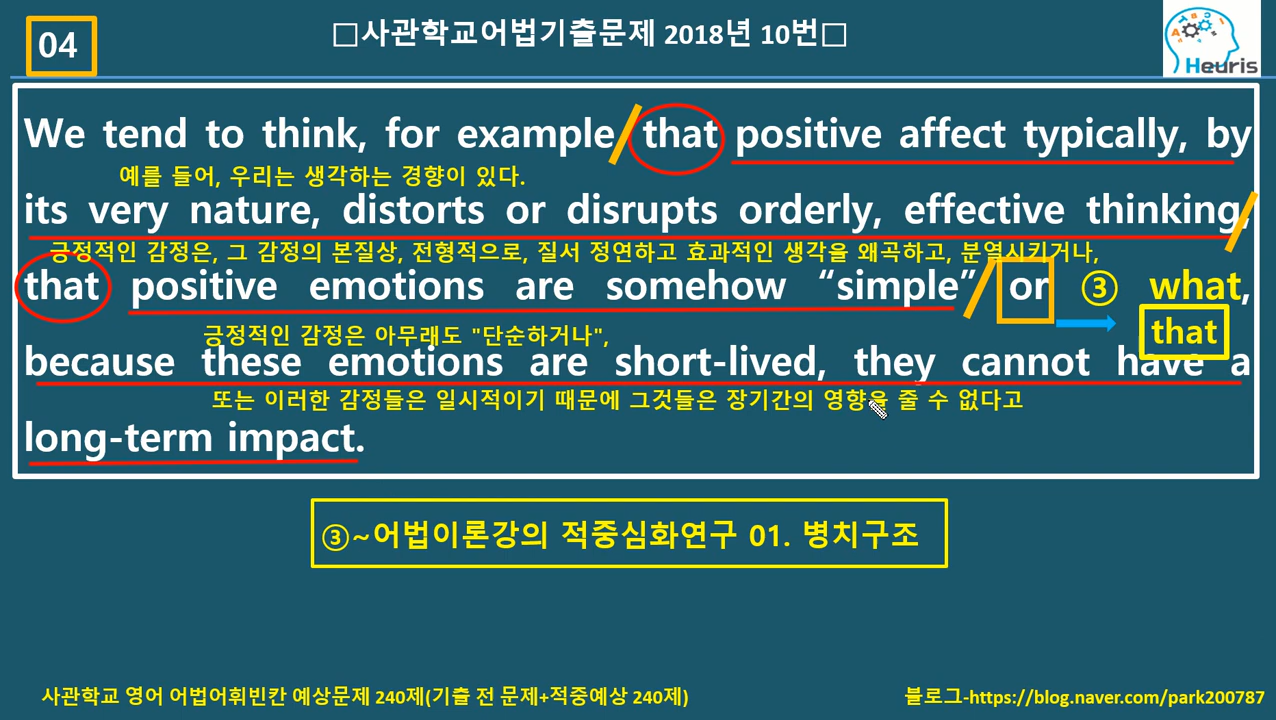 04
□사관학교어법기출문제 2018년 10번□
Heuris
We tend to think, for example/ that positive affect typically, by
예를 들어, 우리는 생각하는 경향이 있다.
its very nature, distorts or disrupts orderly, effective thinking,/
긍정적인 감정은, 그 감정의 본질상, 전형적으로, 질서 정연하고 효과적인 생각을 왜곡하고, 분열시키거나,
that positive emotions are somehow “simple”/ or ③ what,
긍정적인 감정은 아무래도 "단순하거나",
that
because these emotions are short-lived, they cannot have a
또는 이러한 감정들은 일시적이기 때문에 그것들은 장기간의 영향을 줄 수 없다고
long-term impact.
③~어법이론강의 적중심화연구 01. 병치구조
사관학교 영어 어법어휘빈칸 예상문제 240제(기출 전 문제+적중예상 240제)
블로그-https://blog.naver.com/park200787